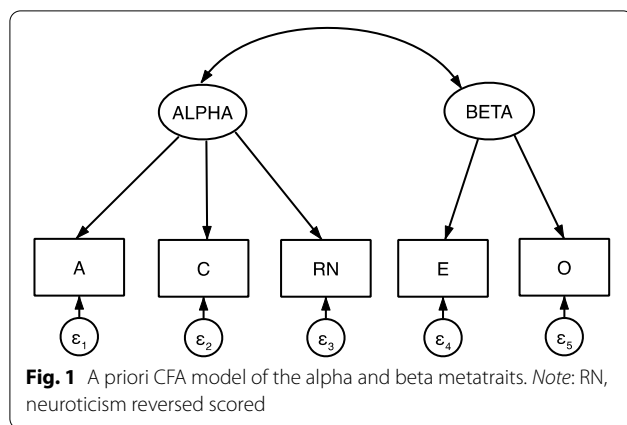 ALPHA BETA
A C RN E O
ε1 ε2 ε3 ε4 ε5
Fig. 1 A priori CFA model of the alpha and beta metatraits. Note: RN,
neuroticism reversed scored